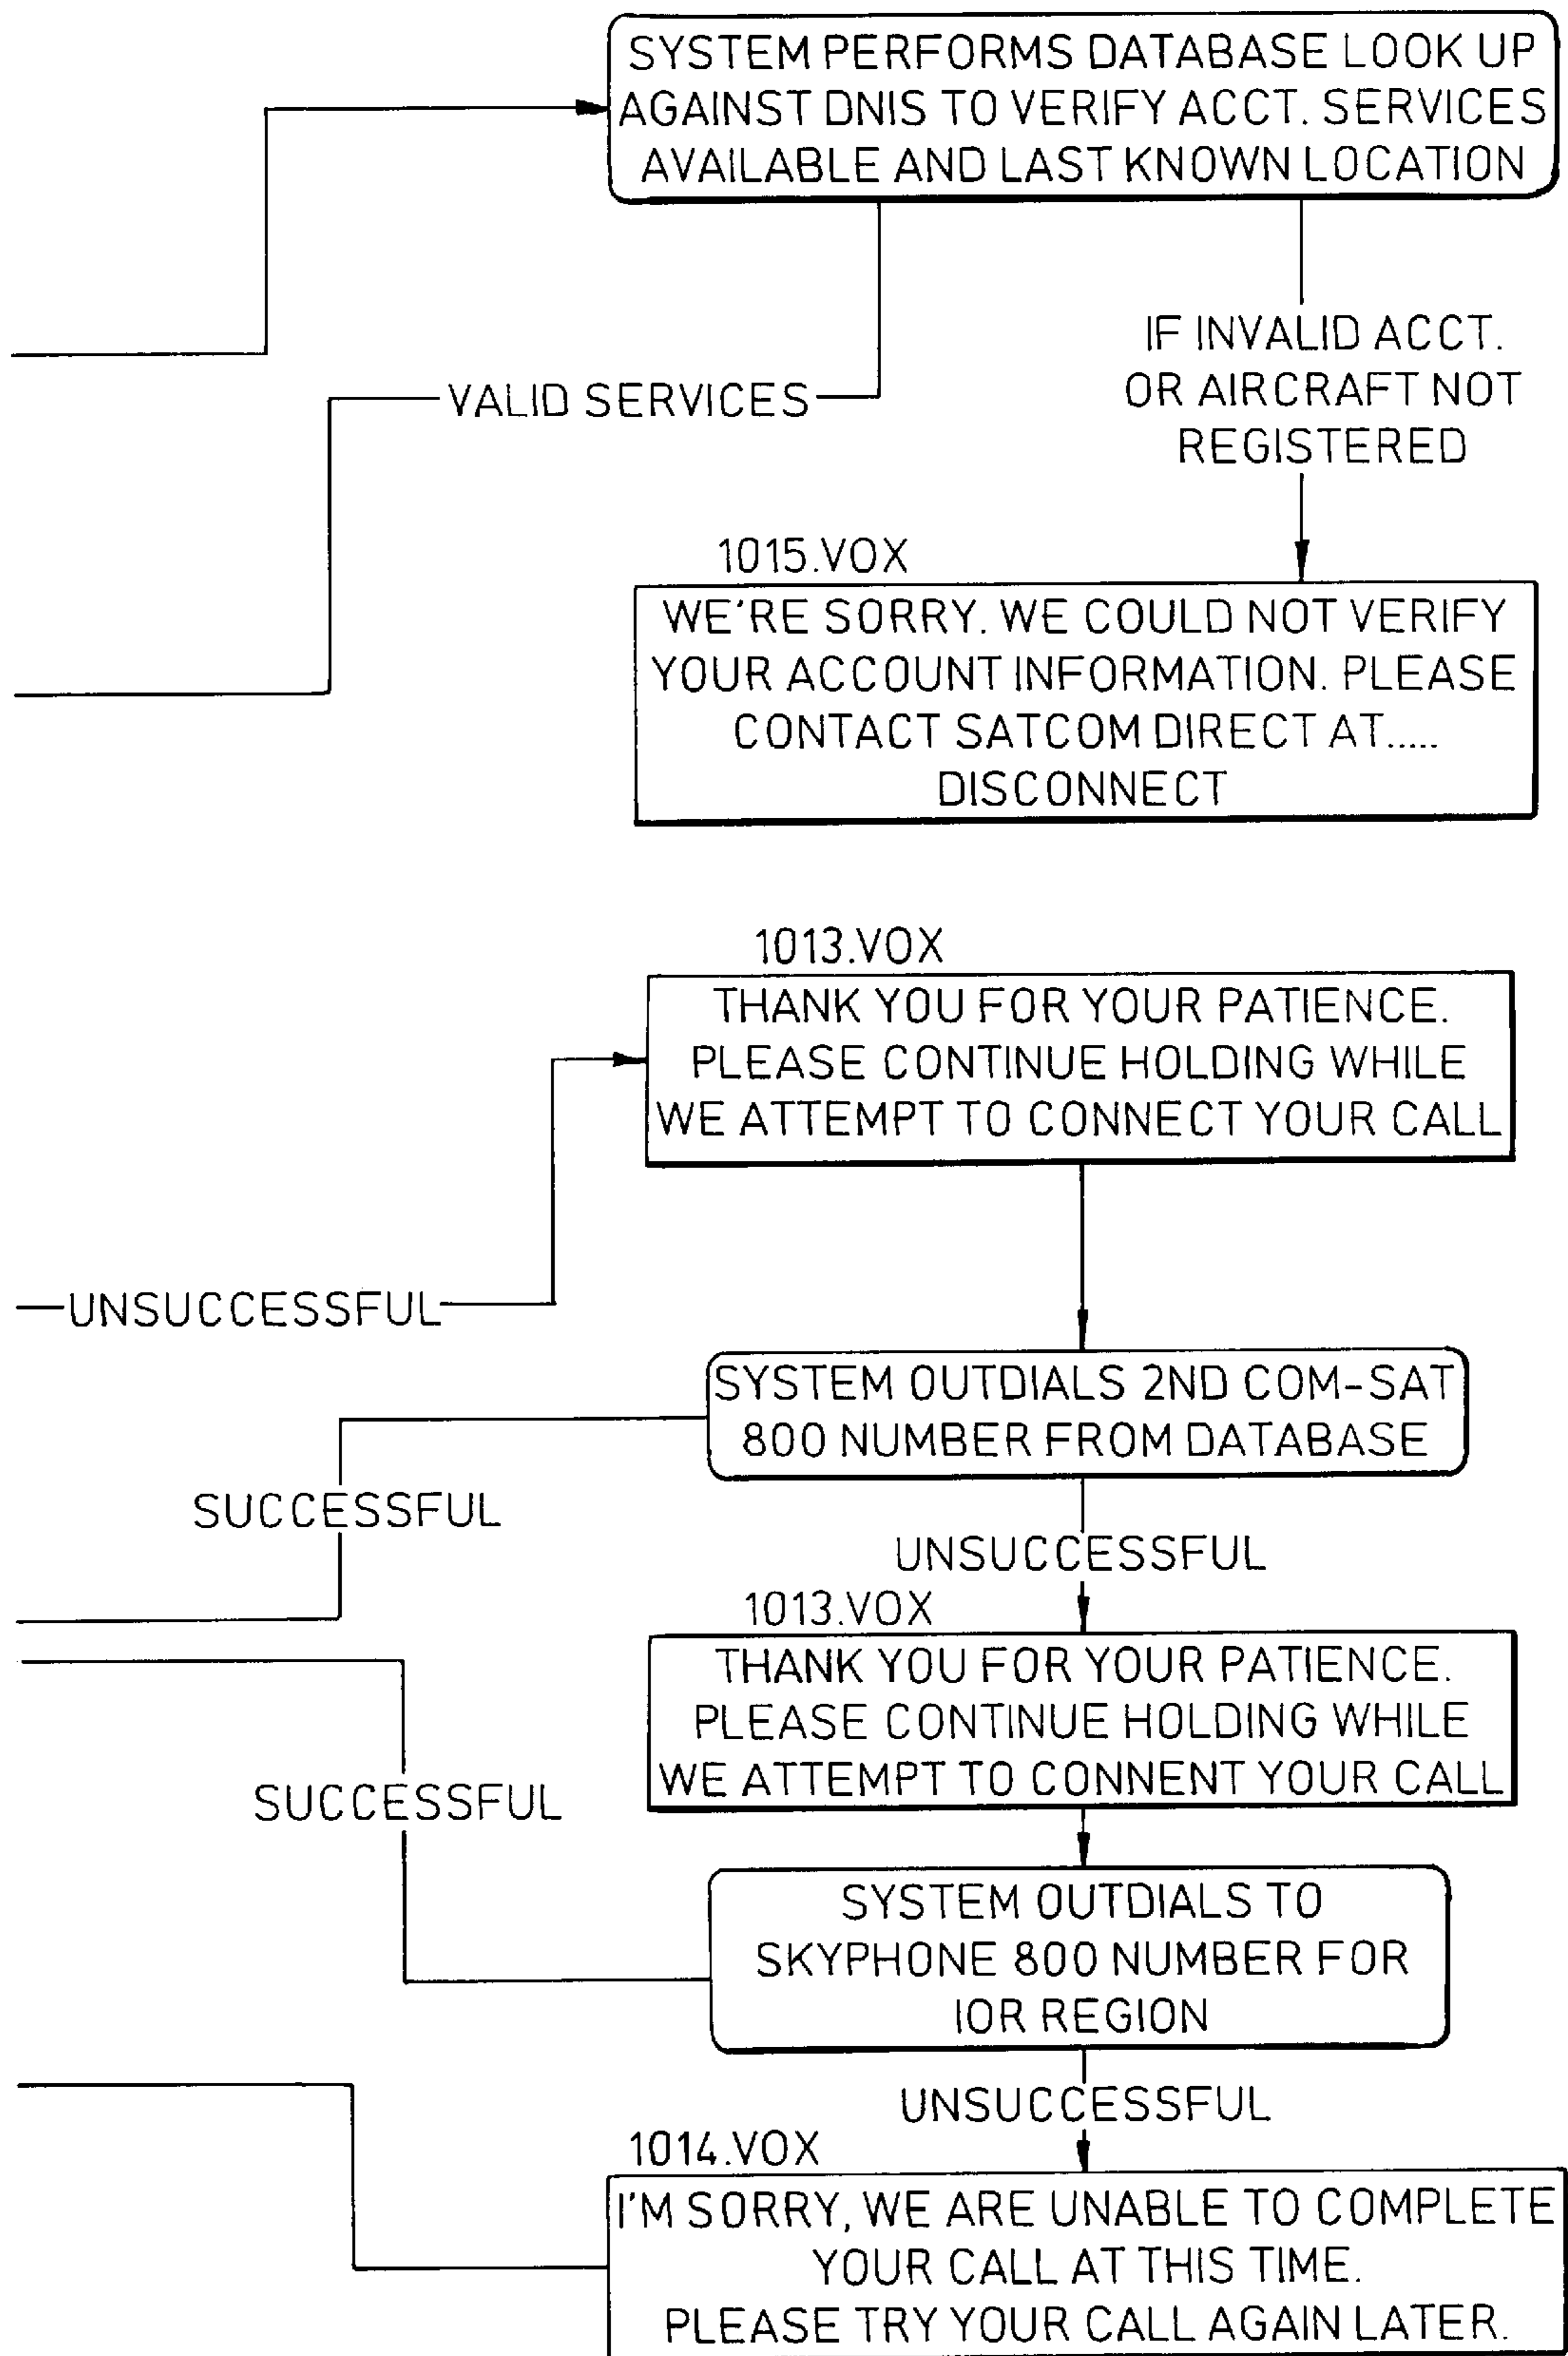 SYSTEM PERFORMS DATABASE LOOK UP
AGAINST DNIS TO VERIFY ACCT. SERVICES
AVAILABLE AND LAST KNOWN LOCATION
IF INVALID ACCT.
OR AIRCRAFT NOT
REGISTERED
VALID SERVICES
1015.VOX
WE'RE SORRY. WE COULD NOT VERIFY
YOUR ACCOUNT INFORMATION. PLEASE
CONTACT SATCOM DIRECT AT.....
DISCONNECT
1013.VOX
THANK YOU FOR YOUR PATIENCE.
PLEASE CONTINUE HOLDING WHILE
WE ATTEMPT TO CONNECT YOUR CALL
UNSUCCESSFUL
SYSTEM OUTDIALS 2ND COM-SAT
800 NUMBER FROM DATABASE
SUCCESSFUL
UNSUCCESSFUL
1013.VOX
THANK YOU FOR YOUR PATIENCE.
PLEASE CONTINUE HOLDING WHILE
WE ATTEMPT TO CONNENT YOUR CALL
SUCCESSFUL
SYSTEM OUTDIALS TO
SKYPHONE 800 NUMBER FOR
IOR REGION
UNSUCCESSFUL
1014.VOX
I'M SORRY, WE ARE UNABLE TO COMPLETE
YOUR CALL AT THIS TIME.
PLEASE TRY YOUR CALL AGAIN LATER.